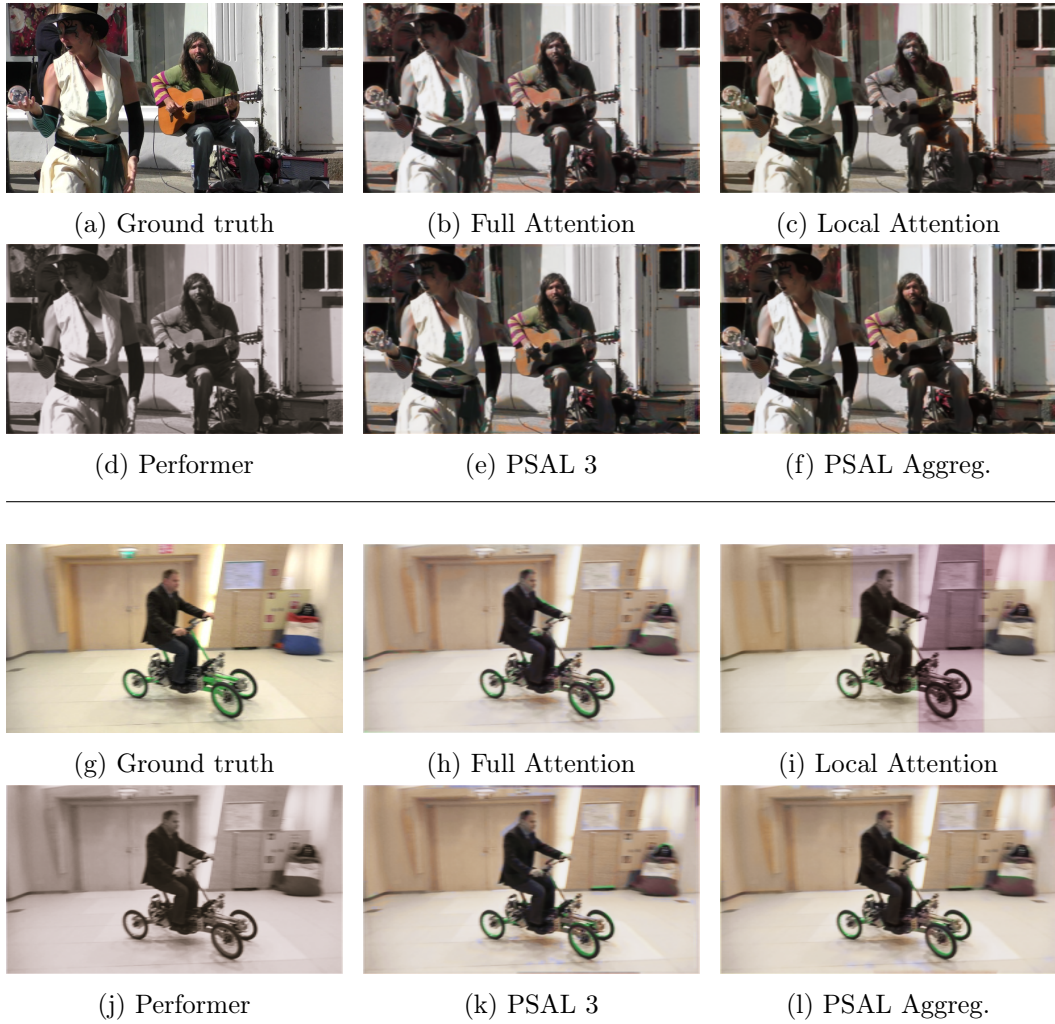 (a) Ground truth
(b) Full Attention
(c) Local Attention
(d) Performer
(e) PSAL 3
(f) PSAL Aggreg.
(g) Ground truth
(h) Full Attention
(i) Local Attention
(j) Performer
(k) PSAL 3
(l) PSAL Aggreg.